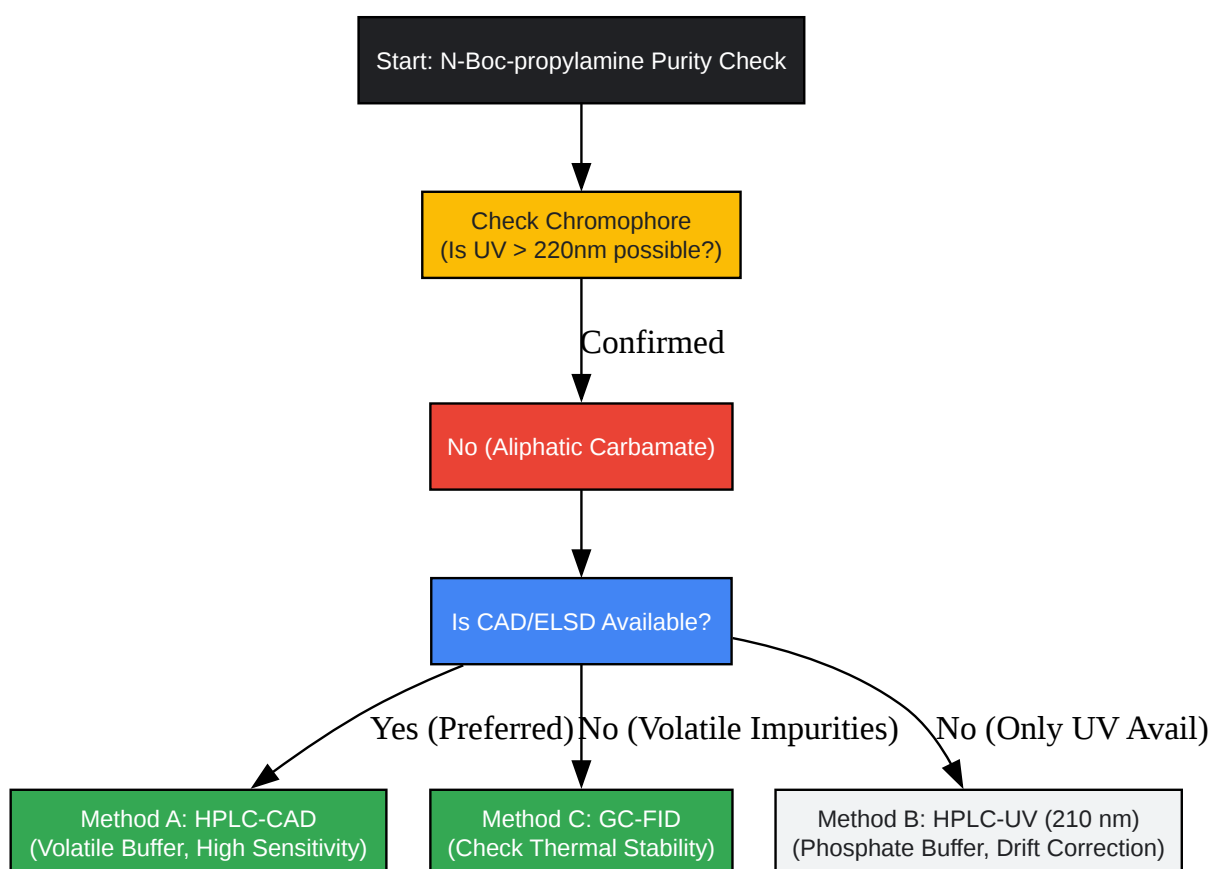 Start: N-Boc-propylamine Purity Check
Check Chromophore
(Is UV > 220nm possible?)
Confirmed
No (Aliphatic Carbamate)
Is CAD/ELSD Available?
Yes (Preferred)
No (Volatile Impurities)
No (Only UV Avail)
Method A: HPLC-CAD
(Volatile Buffer, High Sensitivity)
Method C: GC-FID
(Check Thermal Stability)
Method B: HPLC-UV (210 nm)
(Phosphate Buffer, Drift Correction)